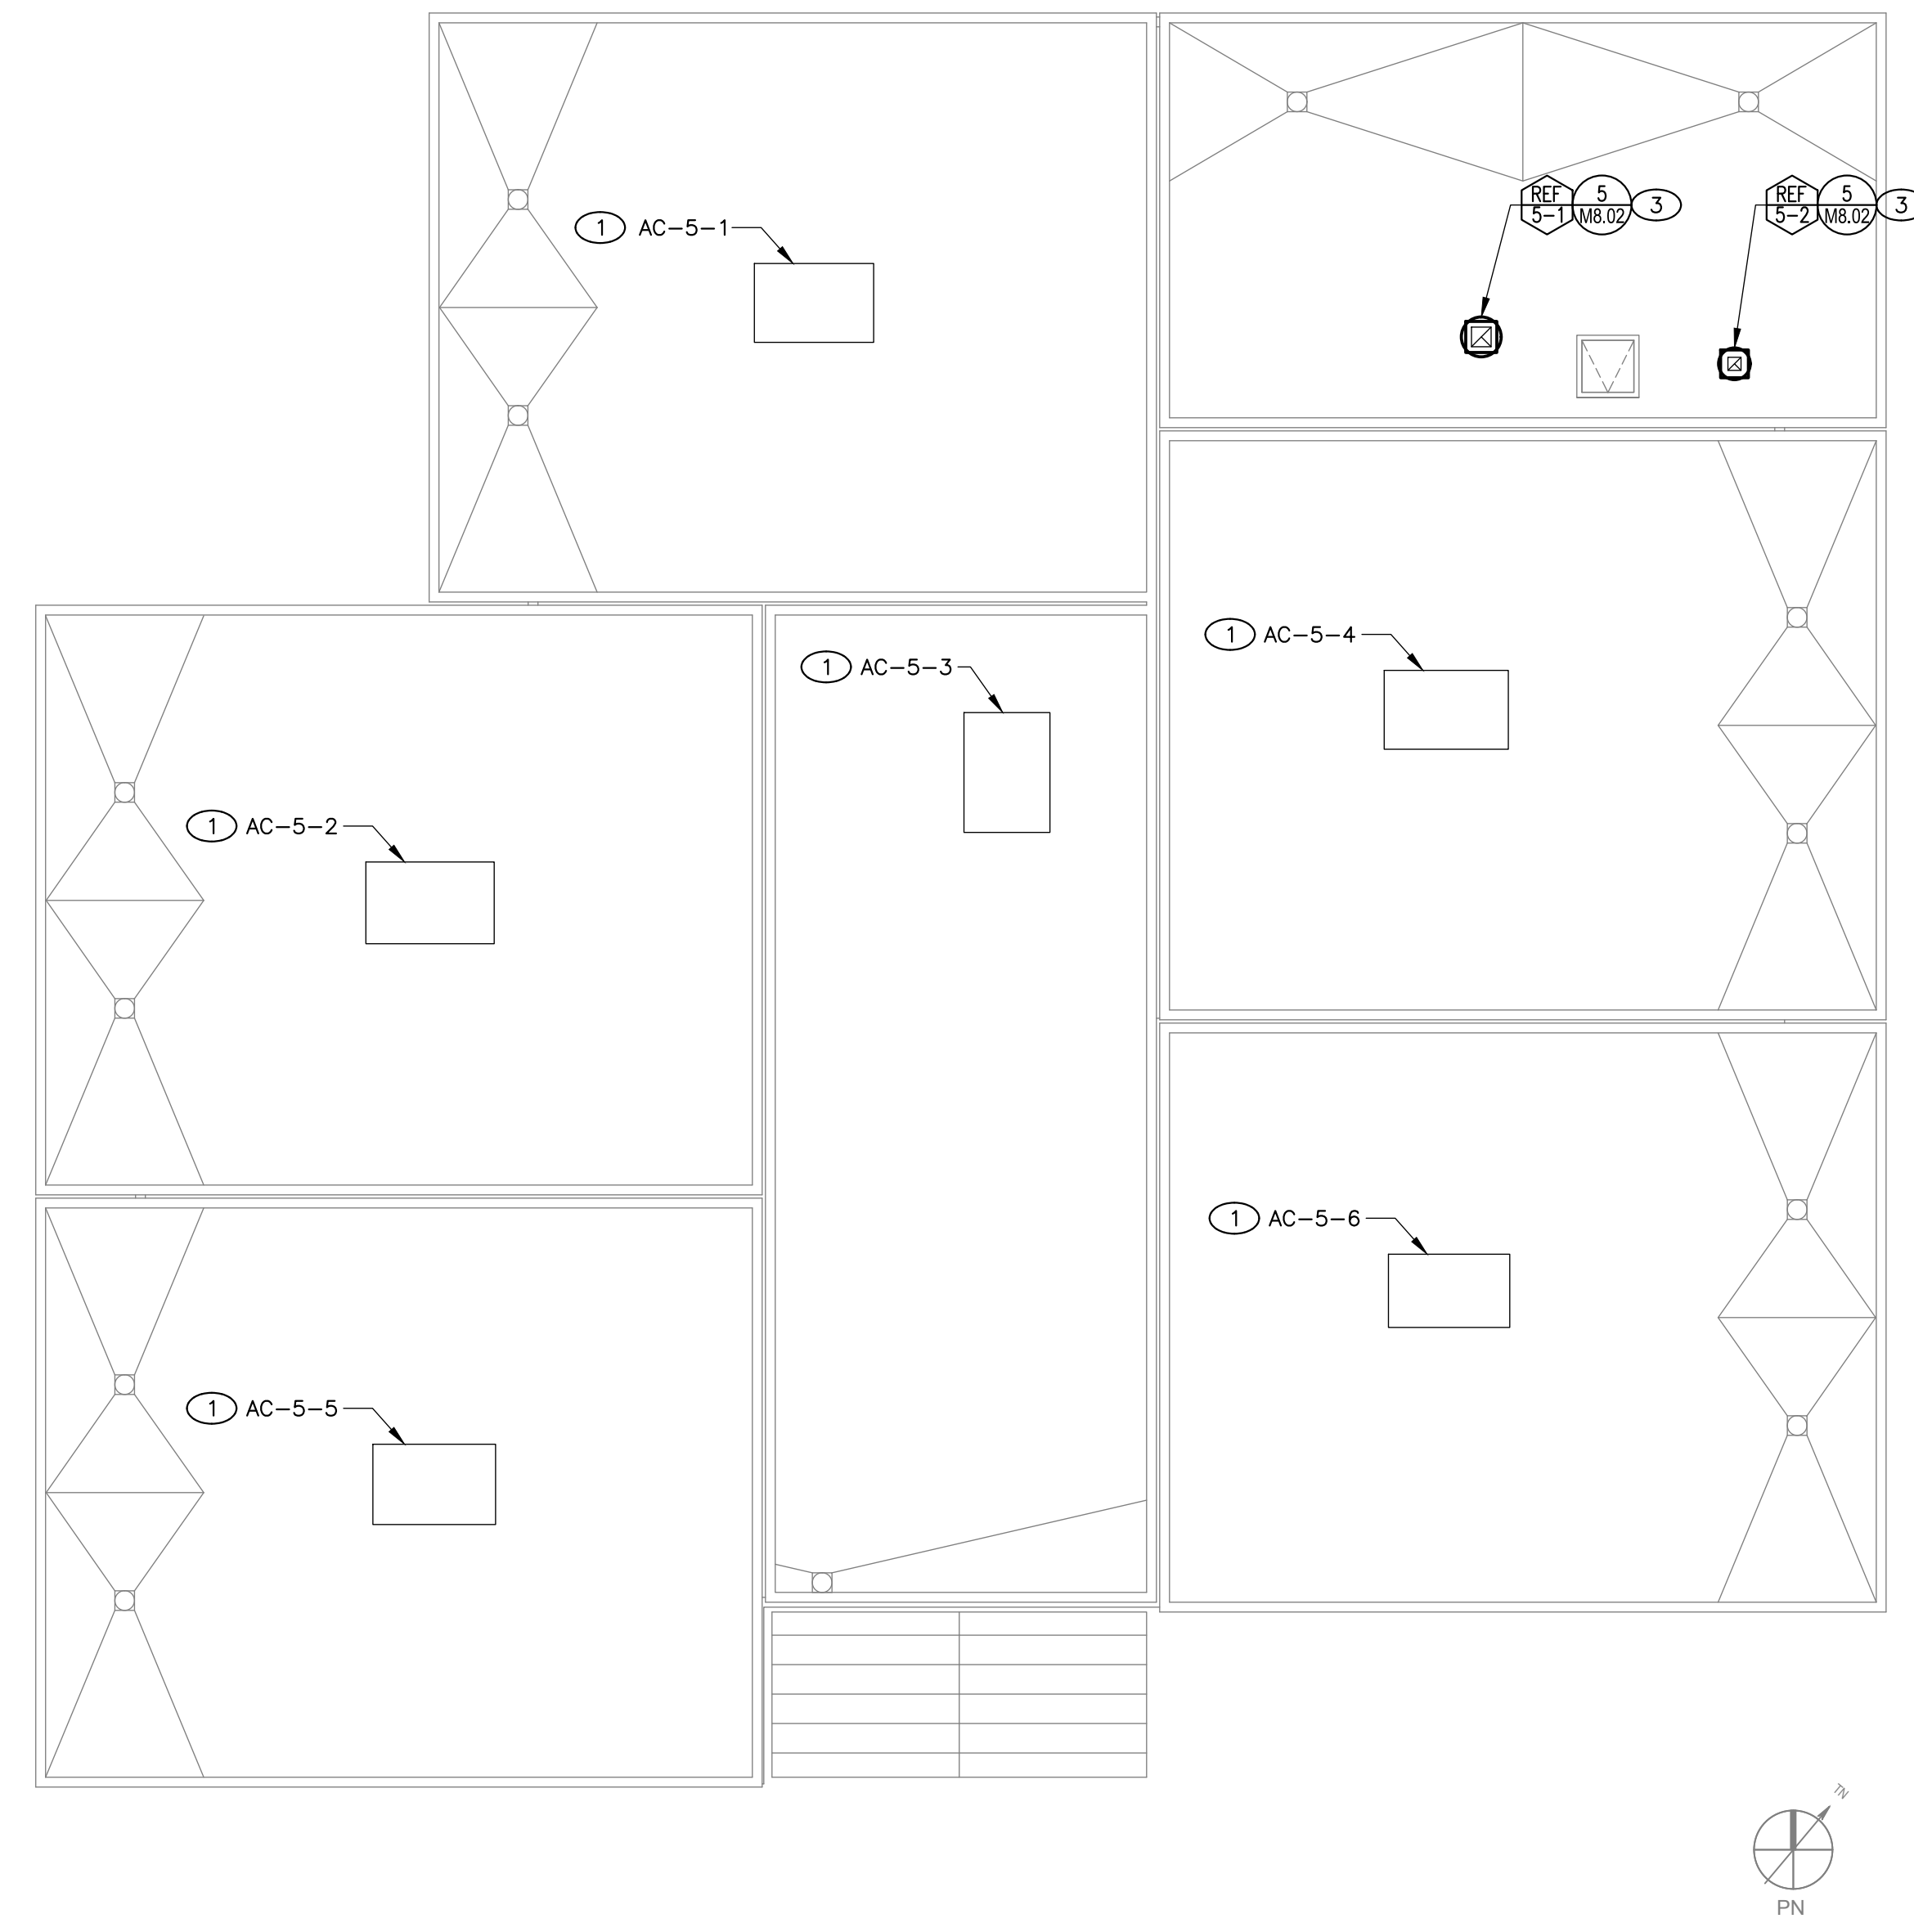 REF 5 REF 5
5-1 M8.02 3 5-2 M8.02 3
1 AC-5-1
1 AC-5-4
1 AC-5-3
1 AC-5-2
1 AC-5-6
1 AC-5-5
TN
PN